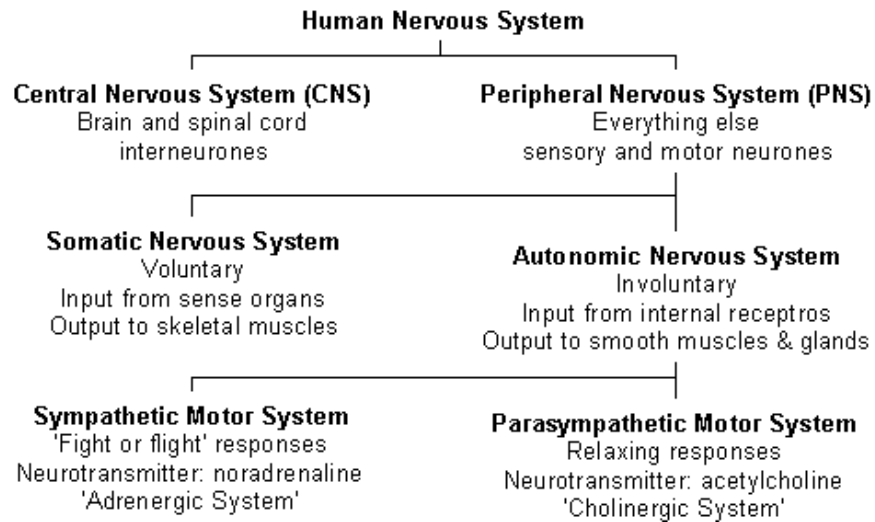 Human Nervous System
Central Nervous System (CNS)
Brain and spinal cord
interneurones
Peripheral Nervous System (PNS)
Everything else
sensory and motor neurones
Somatic Nervous System
Voluntary
Input from sense organs
Output to skeletal muscles
Autonomic Nervous System
Involuntary
Input from internal receptros
Output to smooth muscles & glands
Sympathetic Motor System
'Fight or flight' responses
Neurotransmitter: noradrenaline
'Adrenergic System'
Parasympathetic Motor System
Relaxing responses
Neurotransmitter: acetylcholine
'Cholinergic System'